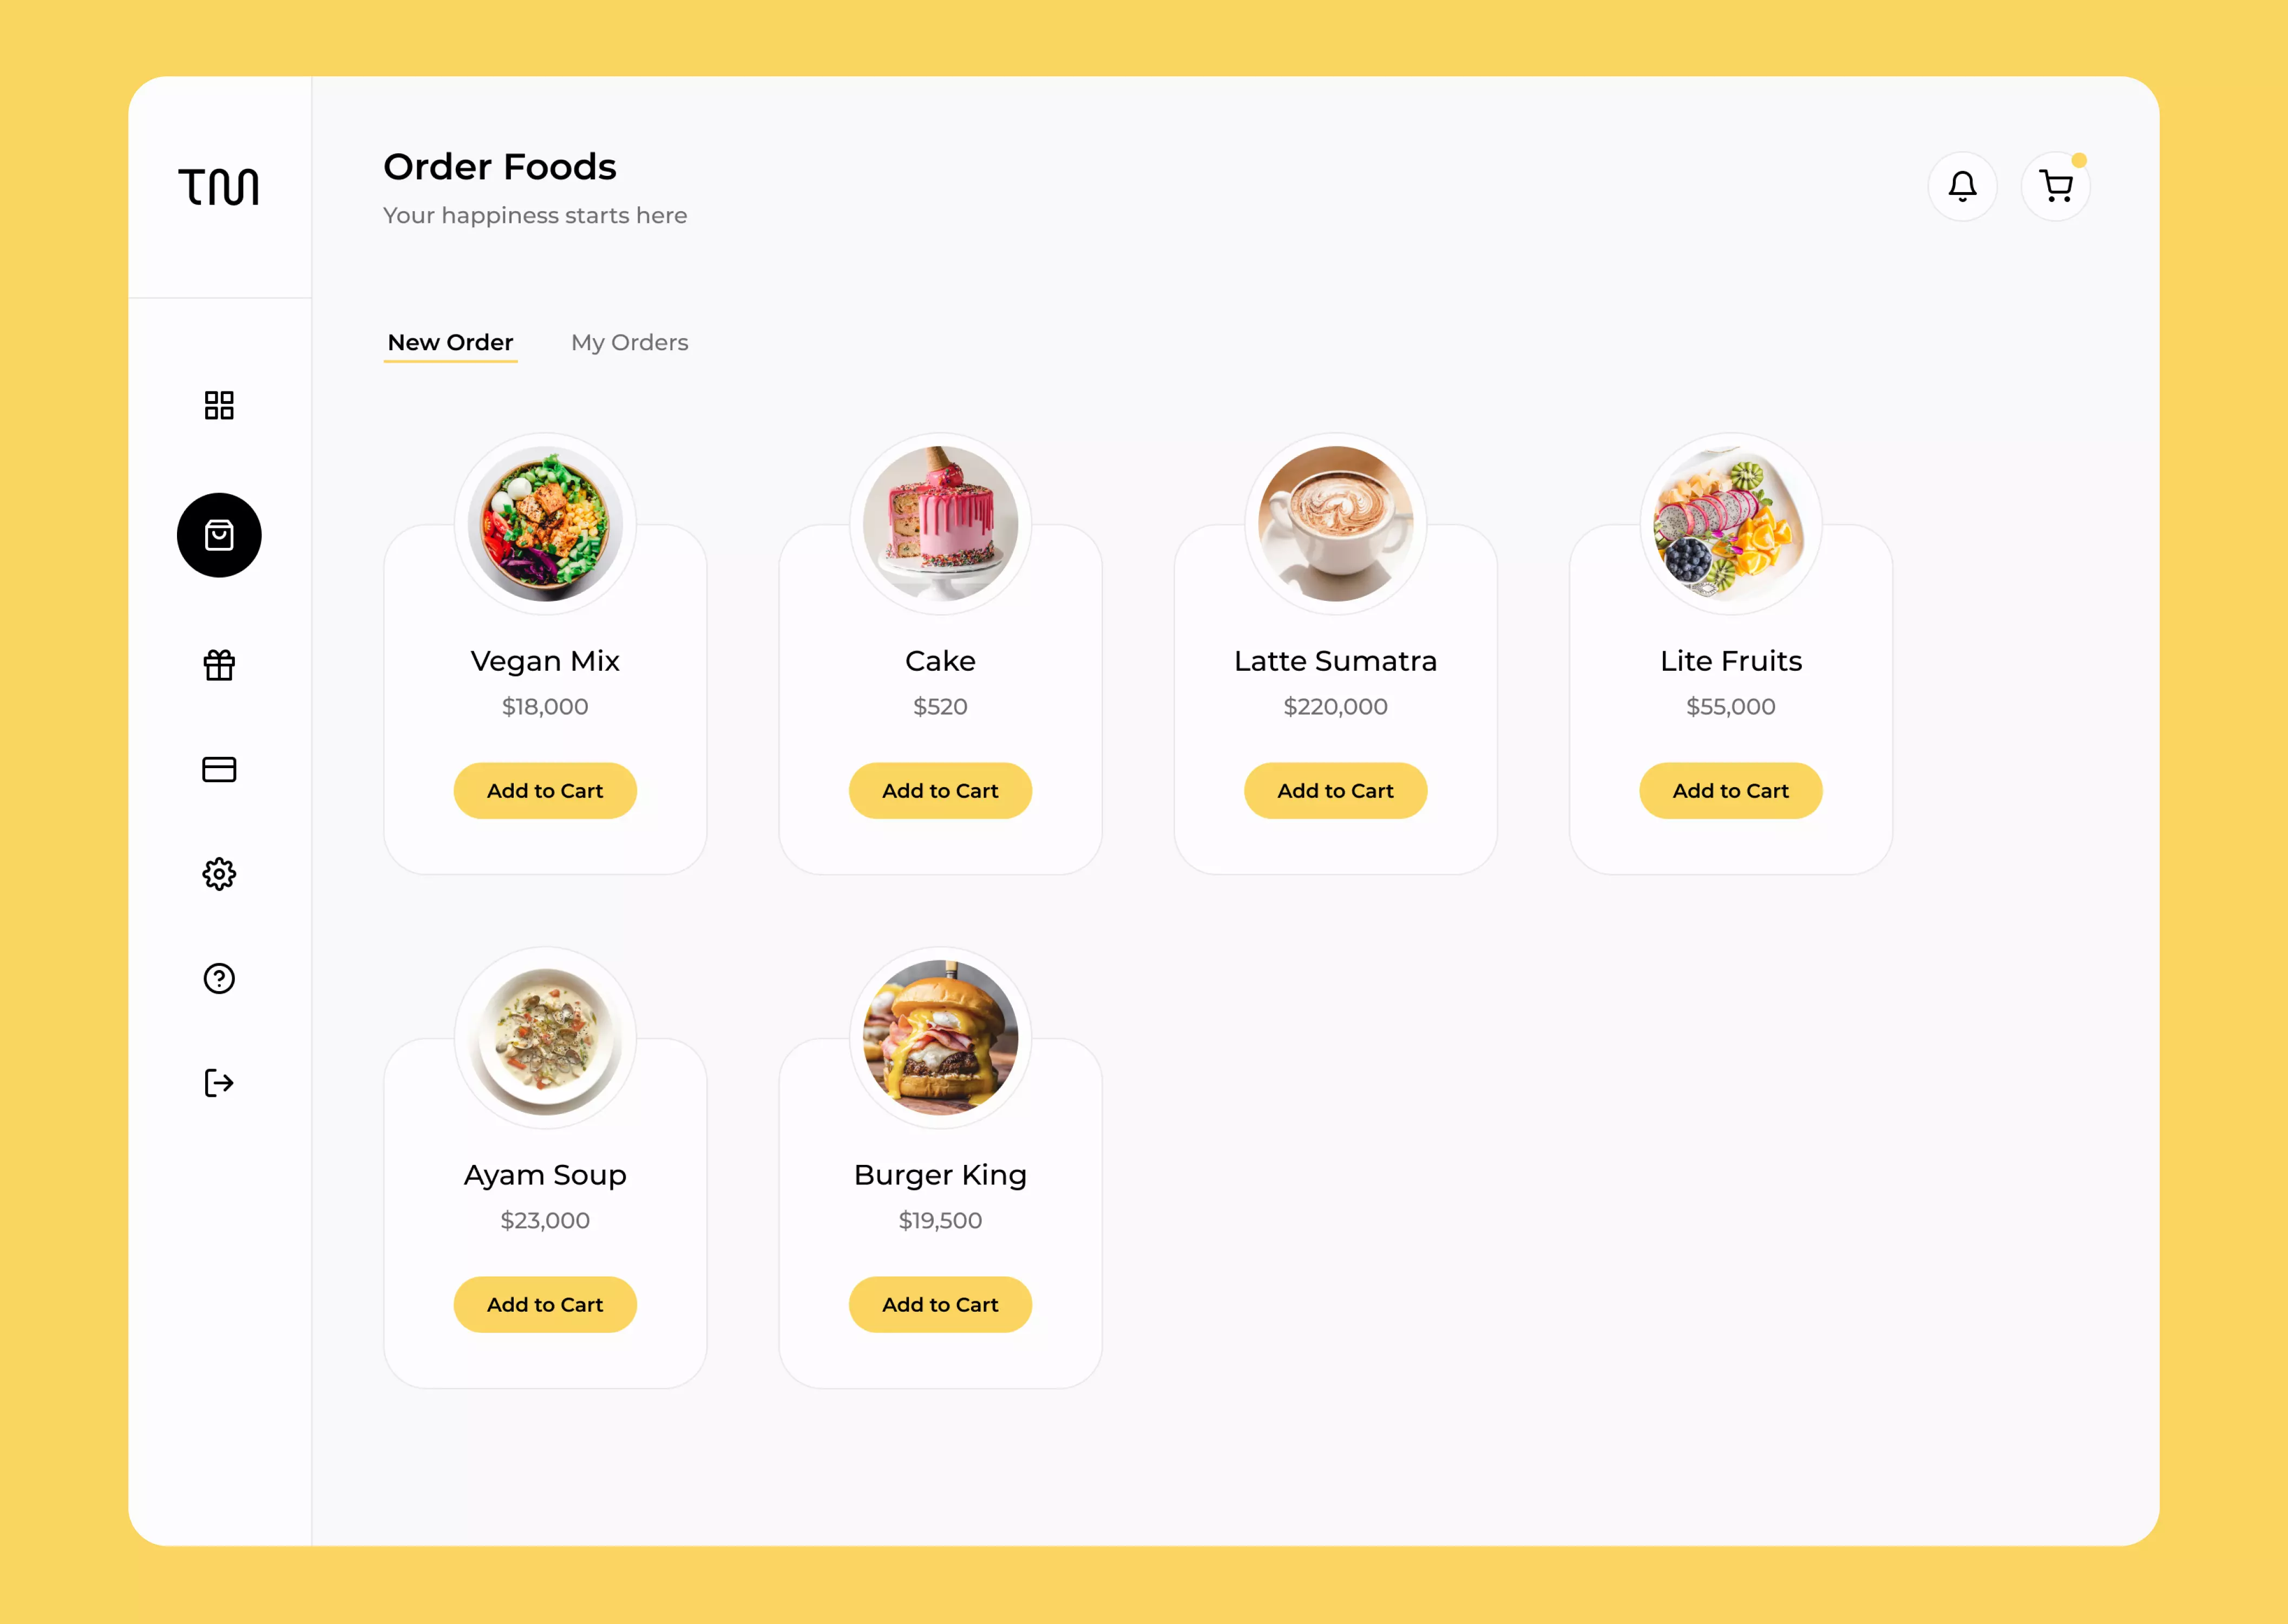 TM
Order Foods
Your happiness starts here
New Order
My Orders
Vegan Mix
$18,000
Add to Cart
Cake
$520
Add to Cart
Latte Sumatra
$220,000
Add to Cart
Lite Fruits
$55,000
Add to Cart
Ayam Soup
$23,000
Add to Cart
Burger King
$19,500
Add to Cart